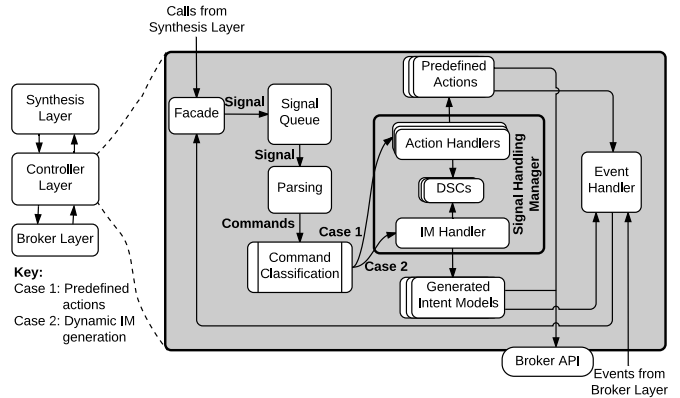 Calls from
Synthesis Layer
Synthesis
Layer
Controller
Layer
Broker Layer
Key:
Case 1: Predefined
actions
Case 2: Dynamic IM
generation
Facade
Signal
Signal
Queue
Signal
Parsing
Commands
Command
Classification
Case 1
Case 2
Predefined
Actions
Action Handlers
DSCs
IM Handler
Signal Handling
Manager
Generated
Intent Models
Event
Handler
Broker API
Events from
Broker Layer